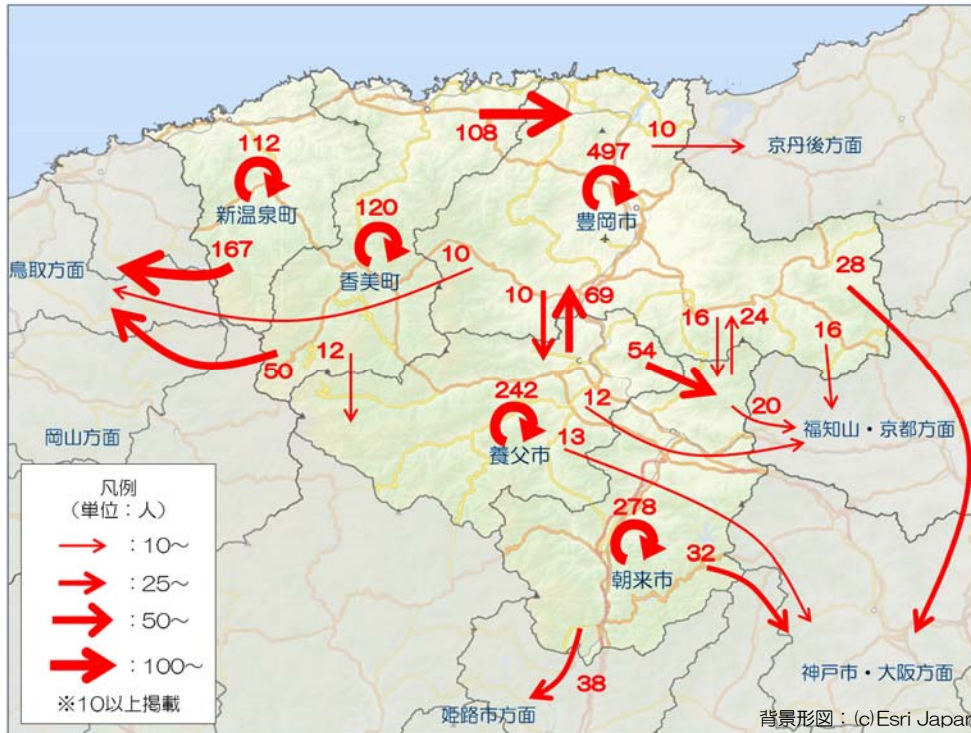 108
10
京丹後方面
112
497
新温泉町
120
豊岡市
167
10
鳥取方面
香美町
28
10
69
16
24
16
50
12
54
242
12
20
岡山方面
13
福知山・京都方面
養父市
凡例
(単位:人)
:10~
:25~
:50~
:100~
※10以上掲載
278
32
朝来市
38
神戸市・大阪方面
姫路市方面
背景形図:(c)Esri Japan